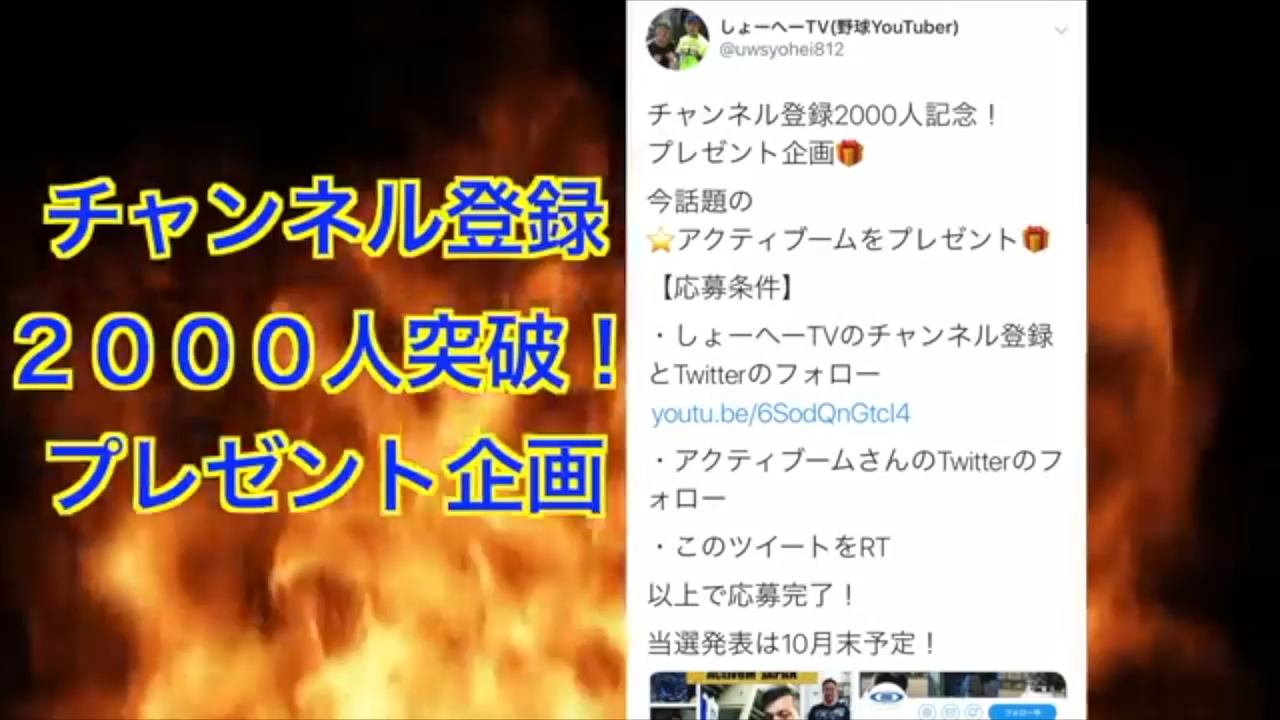 チャンネル登録
２０００人突破！
プレゼント企画
しょーへーTV(野球YouTuber)
@uwsyohei812
チャンネル登録2000人記念！
プレゼント企画🎁
今話題の
⭐アクティブームをプレゼント🎁
【応募条件】
・しょーへーTVのチャンネル登録
とTwitterのフォロー
youtu.be/6SodQnGtcI4
・アクティブームさんのTwitterのフ
ォロー
・このツイートをRT
以上で応募完了！
当選発表は10月末予定！
フォロー中